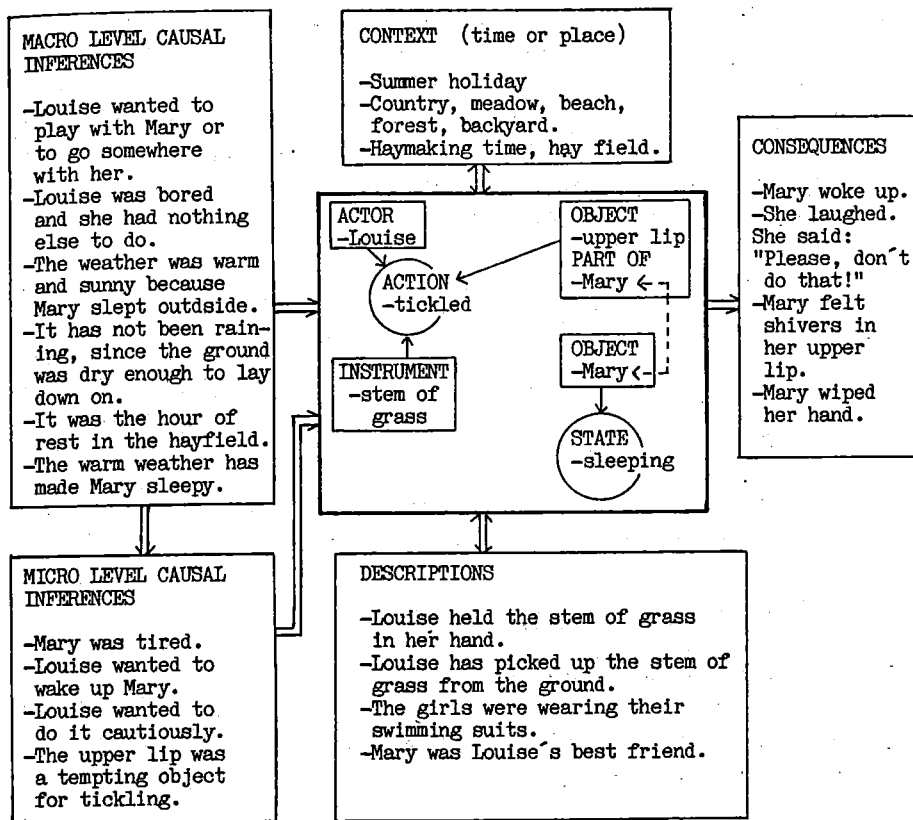 MACRO LEVEL CAUSAL
INFERENCES
-Louise wanted to
play with Mary or
to go somewhere
with her.
-Louise was bored
and she had nothing
else to do.
-The weather was warm
and sunny because
Mary slept outdside.
-It has not been rain-
ing, since the ground
was dry enough to lay
down on.
-It was the hour of
rest in the hayfield.
-The warm weather has
made Mary sleepy.
MICRO LEVEL CAUSAL
INFERENCES
-Mary was tired.
-Louise wanted to
wake up Mary.
-Louise wanted to
do it cautiously.
-The upper lip was
a tempting object
for tickling.
CONTEXT (time or place)
-Summer holiday
-Country, meadow, beach,
forest, backyard.
-Haymaking time, hay field.
ACTOR
-Louise
ACTION
-tickled
INSTRUMENT
-stem of
grass
OBJECT
-upper lip
PART OF
-Mary
OBJECT
-Mary
STATE
-sleeping
DESCRIPTIONS
-Louise held the stem of grass
in her hand.
-Louise has picked up the stem of
grass from the ground.
-The girls were wearing their
swimming suits.
-Mary was Louise´s best friend.
CONSEQUENCES
-Mary woke up.
-She laughed.
She said:
"Please, don´t
do that!"
-Mary felt
shivers in
her upper
lip.
-Mary wiped
her hand.